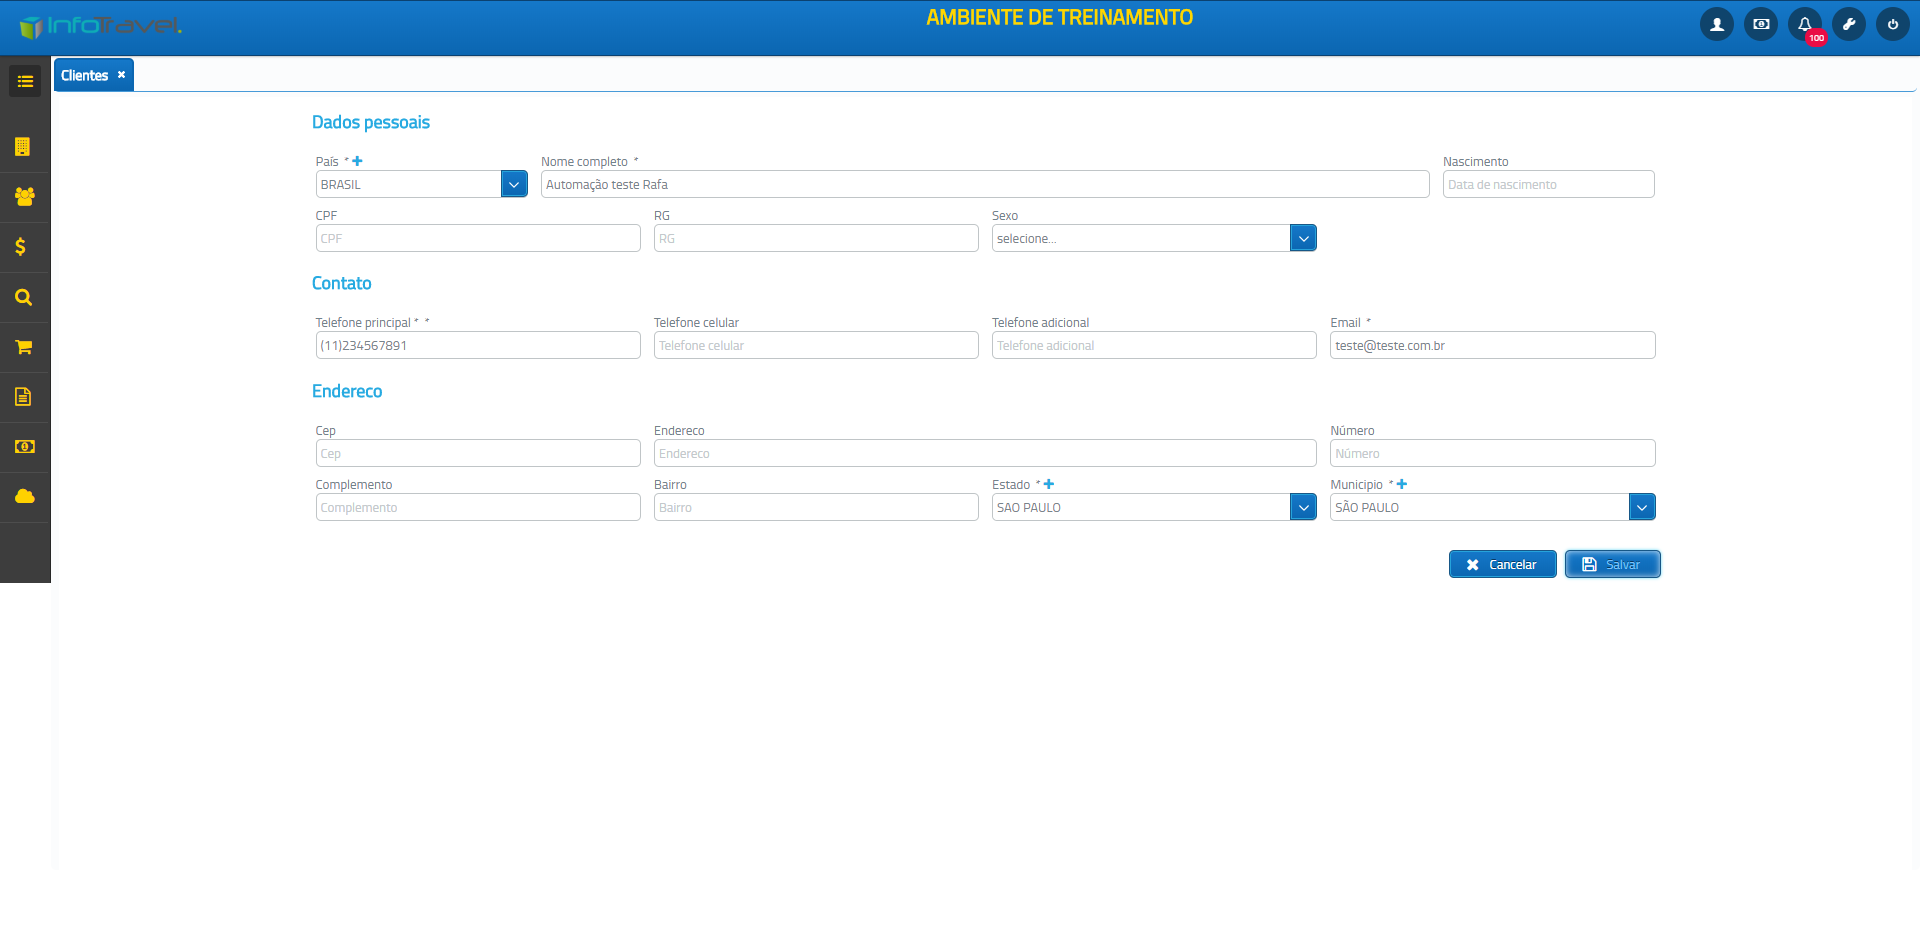 InfoTravel.
AMBIENTE DE TREINAMENTO
100
Clientes
Dados pessoais
País * Nome completo * Nascimento
BRASIL Automação teste Rafa Data de nascimento
CPF RG Sexo
CPF RG selecione...
Contato
Telefone principal * * Telefone celular Telefone adicional Email *
(11)234567891 Telefone celular Telefone adicional teste@teste.com.br
Endereco
Cep Endereco Número
Cep Endereco Número
Complemento Bairro Estado * Municipio *
Complemento Bairro SAO PAULO SÃO PAULO
Cancelar Salvar